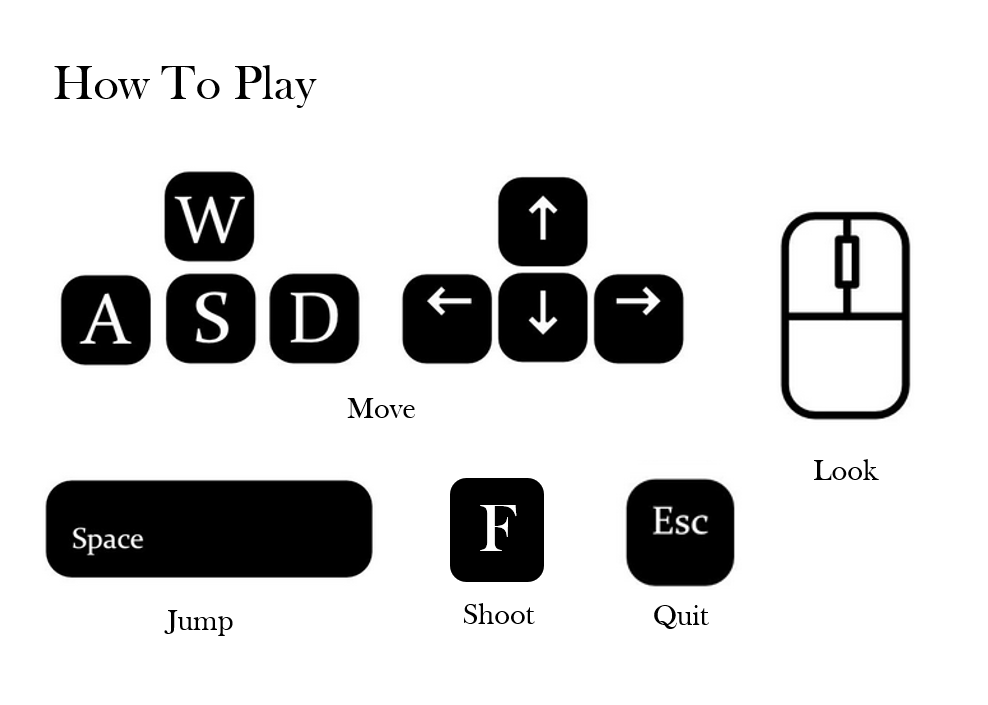 How To Play
W
↑
A S D
← ↓ →
Move
Look
Space
F
Esc
Jump
Shoot
Quit